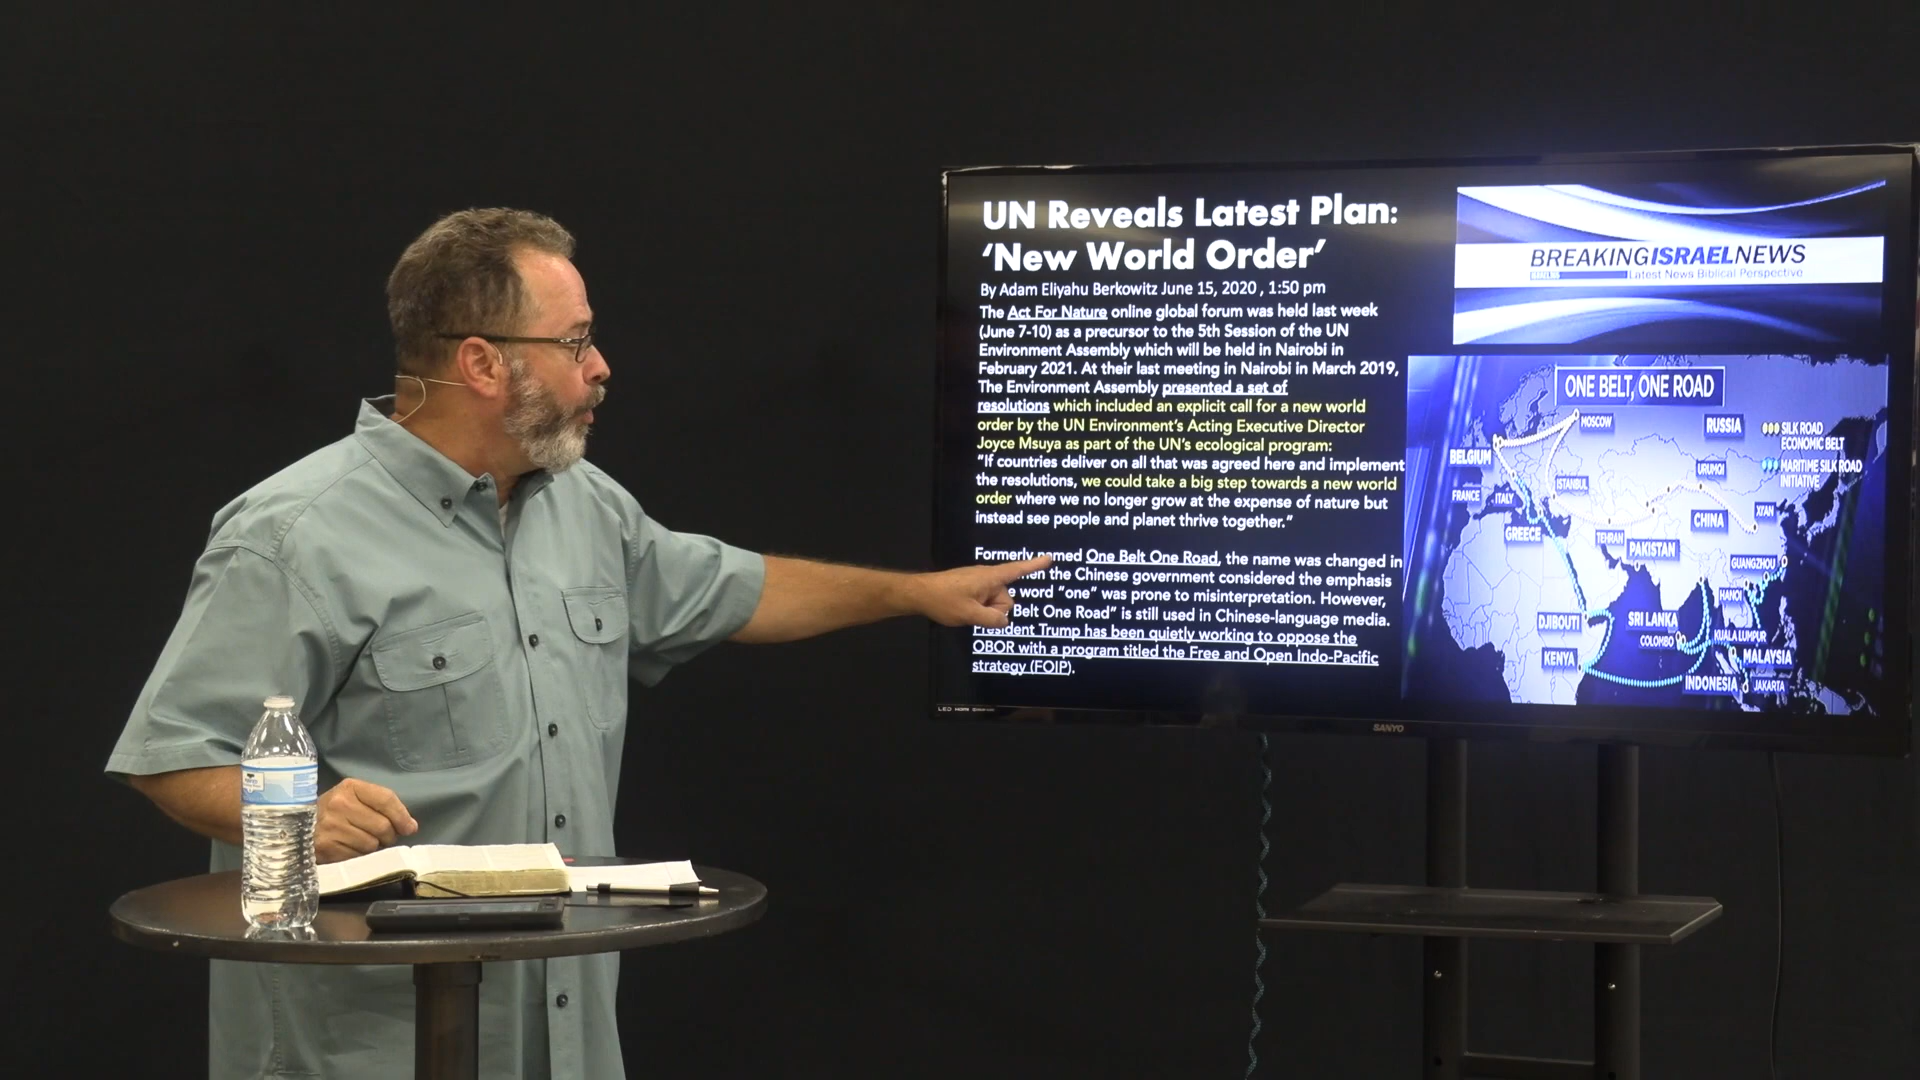 UN Reveals Latest Plan:
‘New World Order’
By Adam Eliyahu Berkowitz June 15, 2020 , 1:50 pm
The Act For Nature online global forum was held last week
(June 7-10) as a precursor to the 5th Session of the UN
Environment Assembly which will be held in Nairobi in
February 2021. At their last meeting in Nairobi in March 2019,
The Environment Assembly presented a set of
resolutions which included an explicit call for a new world
order by the UN Environment’s Acting Executive Director
Joyce Msuya as part of the UN’s ecological program:
“If countries deliver on all that was agreed here and implement
the resolutions, we could take a big step towards a new world
order where we no longer grow at the expense of nature but
instead see people and planet thrive together.”
Formerly named One Belt One Road, the name was changed in
the Chinese government considered the emphasis
word “one” was prone to misinterpretation. However,
Belt One Road” is still used in Chinese-language media.
President Trump has been quietly working to oppose the
OBOR with a program titled the Free and Open Indo-Pacific
strategy (FOIP).
BREAKINGISRAELNEWS
Latest News Biblical Perspective
ONE BELT, ONE ROAD
MOSCOW
RUSSIA
SILK ROAD
ECONOMIC BELT
BELGIUM
URUMQI
MARITIME SILK ROAD
INITIATIVE
FRANCE
ITALY
ISTANBUL
GREECE
CHINA
XI'AN
TEHRAN
PAKISTAN
GUANGZHOU
HANOI
DJIBOUTI
SRI LANKA
COLOMBO
KUALA LUMPUR
KENYA
MALAYSIA
INDONESIA
JAKARTA
LED
HDMI
SANYO